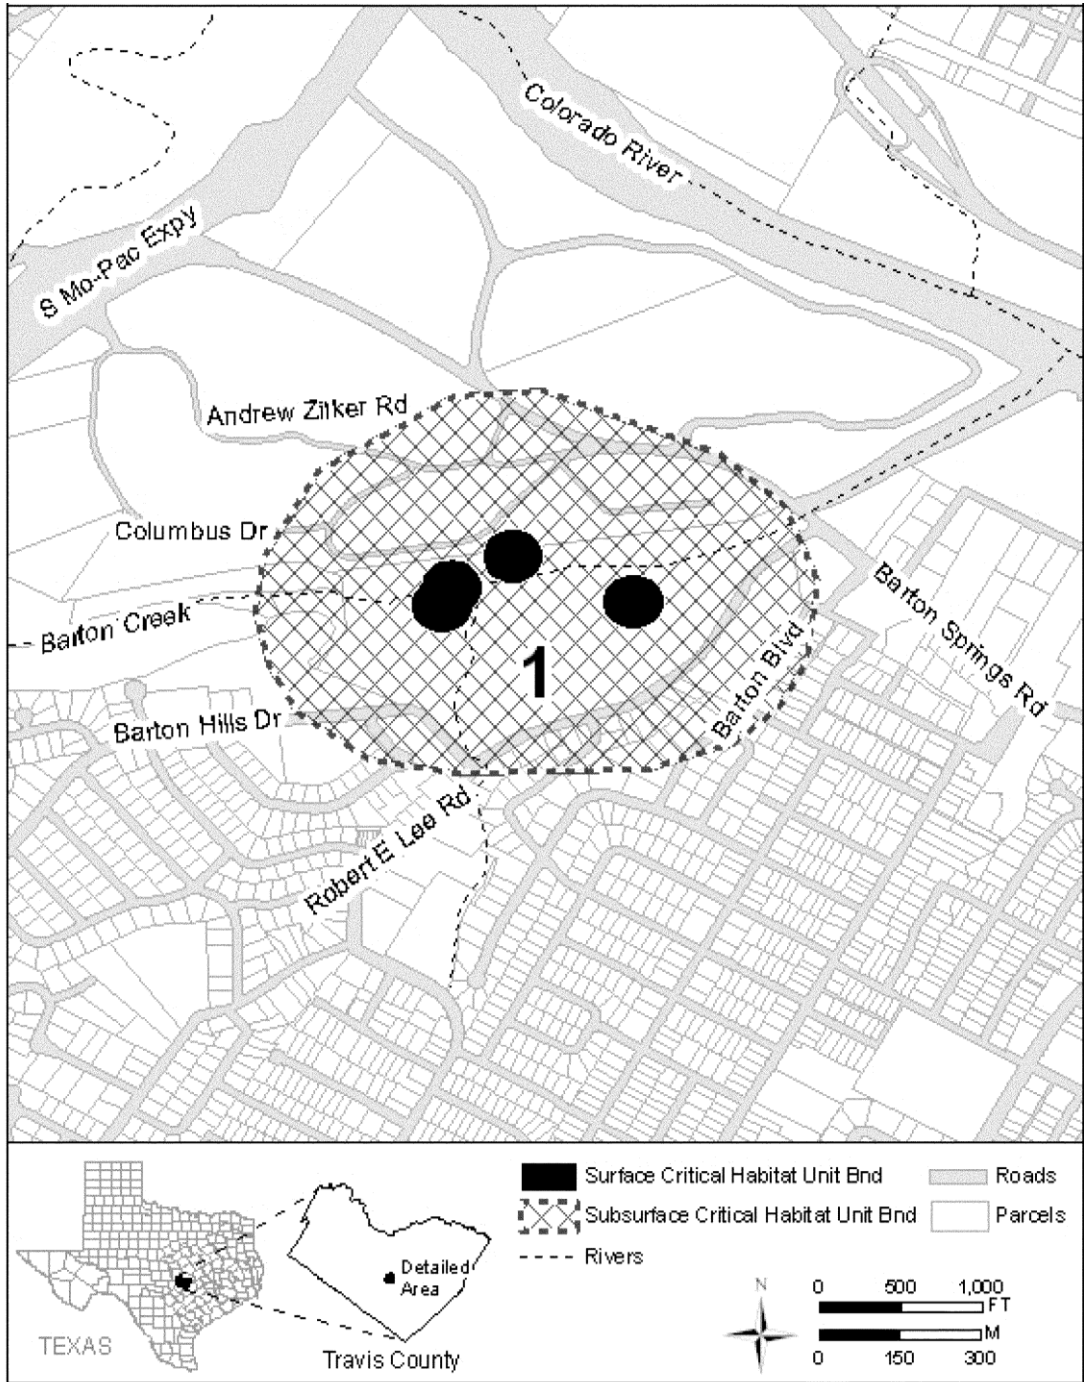 Colorado River
S Mo-Pac Expy
Andrew Zilker Rd
Columbus Dr
Barton Creek
Barton Springs Rd
1
Barton Blvd
Barton Hills Dr
Robert E Lee Rd
Surface Critical Habitat Unit Bnd
Roads
Subsurface Critical Habitat Unit Bnd
Parcels
Rivers
Detailed
Area
TEXAS
Travis County
N
0 500 1,000
FT
M
0 150 300